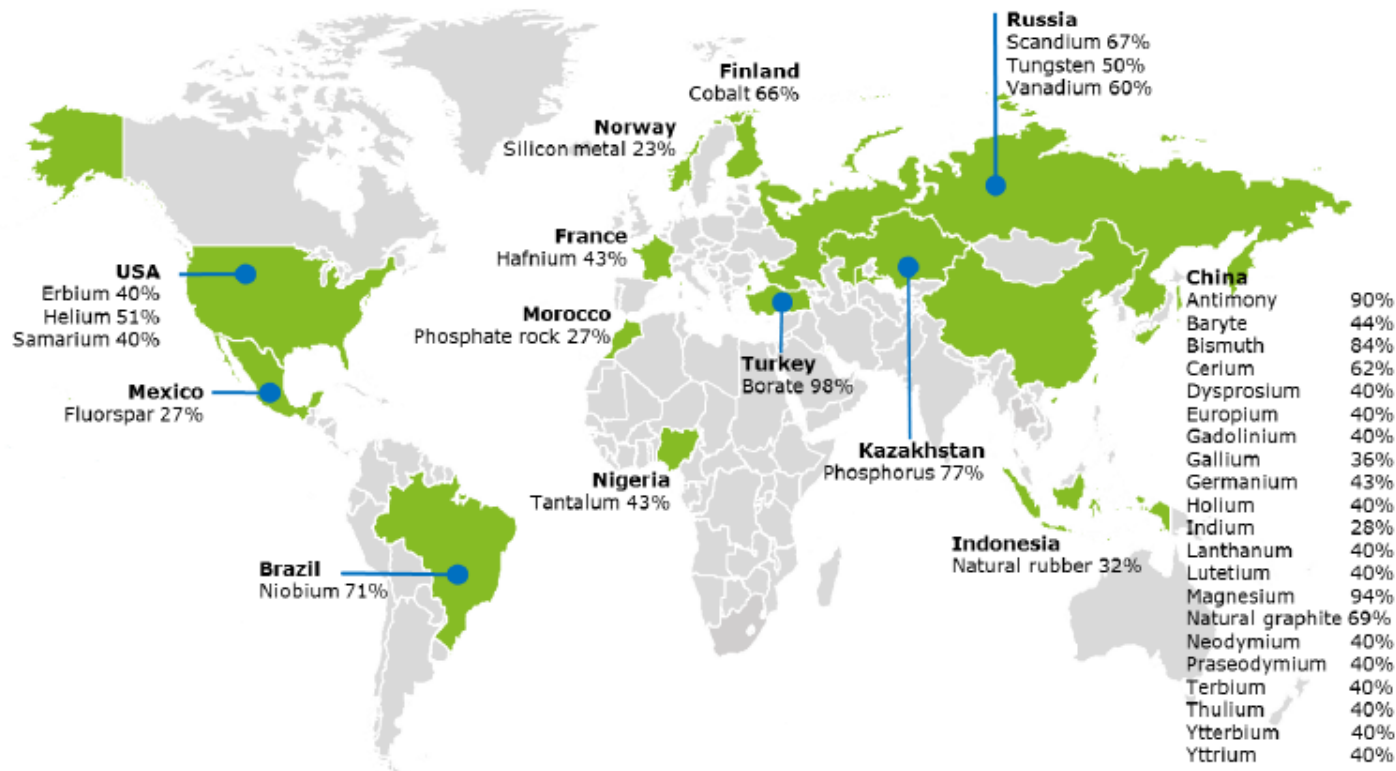 Russia
Scandium 67%
Tungsten 50%
Vanadium 60%
Finland
Cobalt 66%
Norway
Silicon metal 23%
France
Hafnium 43%
USA
Erbium 40%
Helium 51%
Samarium 40%
Morocco
Phosphate rock 27%
Mexico
Fluorspar 27%
Turkey
Borate 98%
Kazakhstan
Phosphorus 77%
Nigeria
Tantalum 43%
Indonesia
Natural rubber 32%
Brazil
Niobium 71%
China
Antimony 90%
Baryte 44%
Bismuth 84%
Cerium 62%
Dysprosium 40%
Europium 40%
Gadolinium 40%
Gallium 36%
Germanium 43%
Holium 40%
Indium 28%
Lanthanum 40%
Lutetium 40%
Magnesium 94%
Natural graphite 69%
Neodymium 40%
Praseodymium 40%
Terbium 40%
Thulium 40%
Ytterbium 40%
Yttrium 40%